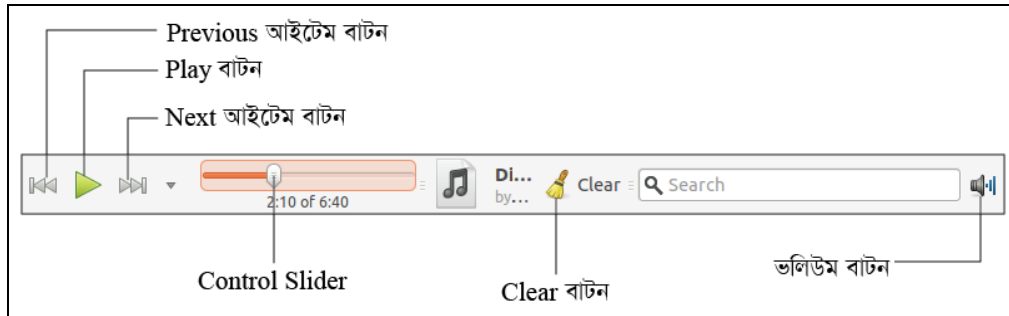 Previous আইটেম বাটন
Play বাটন
Next আইটেম বাটন
Di...
by...
Clear
Search
2:10 of 6:40
Control Slider
Clear বাটন
ভলিউম বাটন